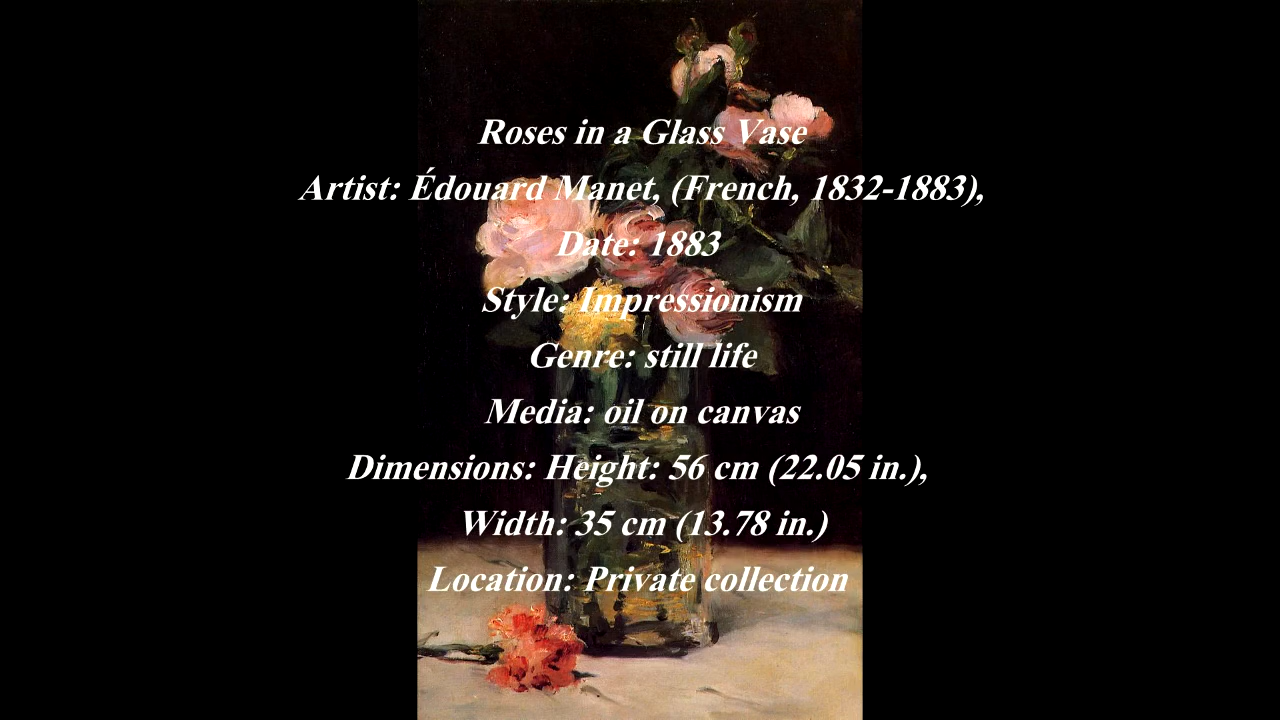 Roses in a Glass Vase
Artist: Édouard Manet, (French, 1832-1883),
Date: 1883
Style: Impressionism
Genre: still life
Media: oil on canvas
Dimensions: Height: 56 cm (22.05 in.),
Width: 35 cm (13.78 in.)
Location: Private collection